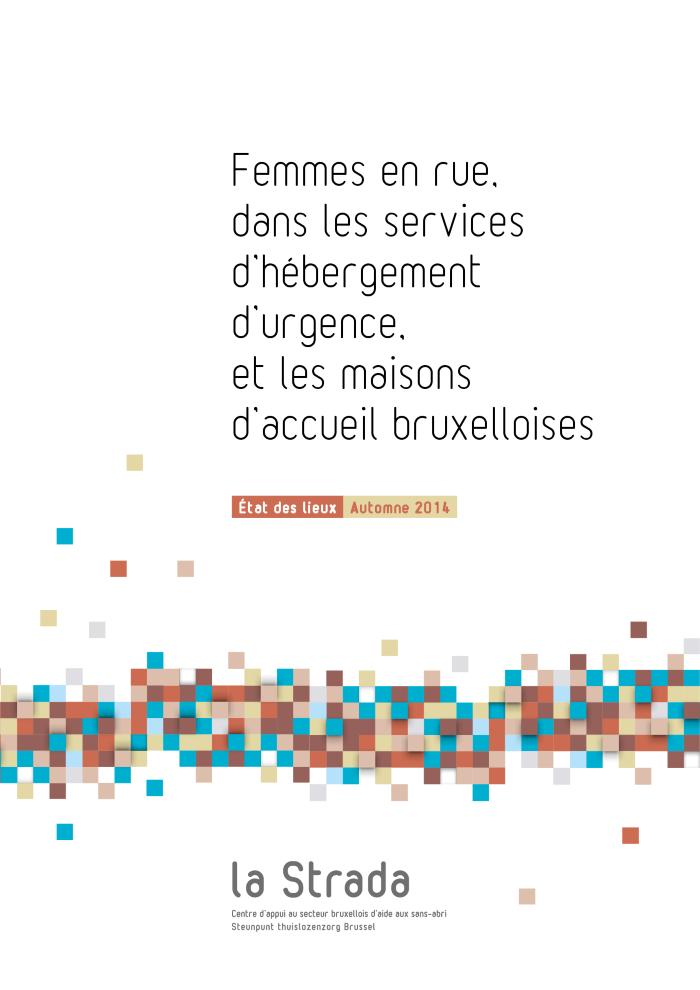 Femmes en rue,
dans les services
d'hébergement
d'urgence,
et les maisons
d'accueil bruxelloises
État des lieux Automne 2014
la Strada
Centre d'appui au secteur bruxellois d'aide aux sans-abri
Steunpunt thuislozenzorg Brussel